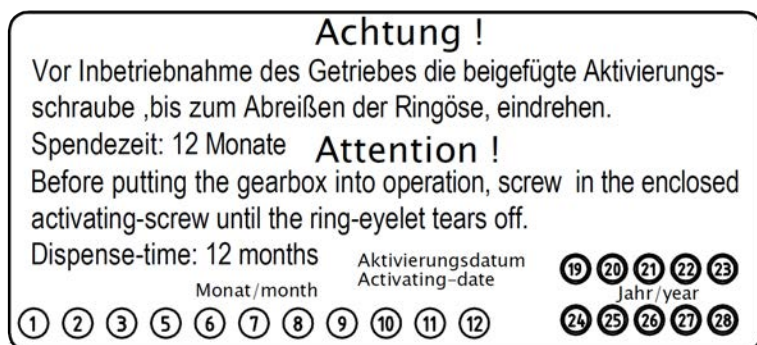 Achtung !
Vor Inbetriebnahme des Getriebes die beigefügte Aktivierungs-
schraube ,bis zum Abreißen der Ringöse, eindrehen.
Spendezeit: 12 Monate Attention !
Before putting the gearbox into operation, screw in the enclosed
activating-screw until the ring-eyelet tears off.
Dispense-time: 12 months Aktivierungsdatum
Activating-date
19 20 21 22 23
Monat/month Jahr/year
1 2 3 5 6 7 8 9 10 11 12 24 25 26 27 28